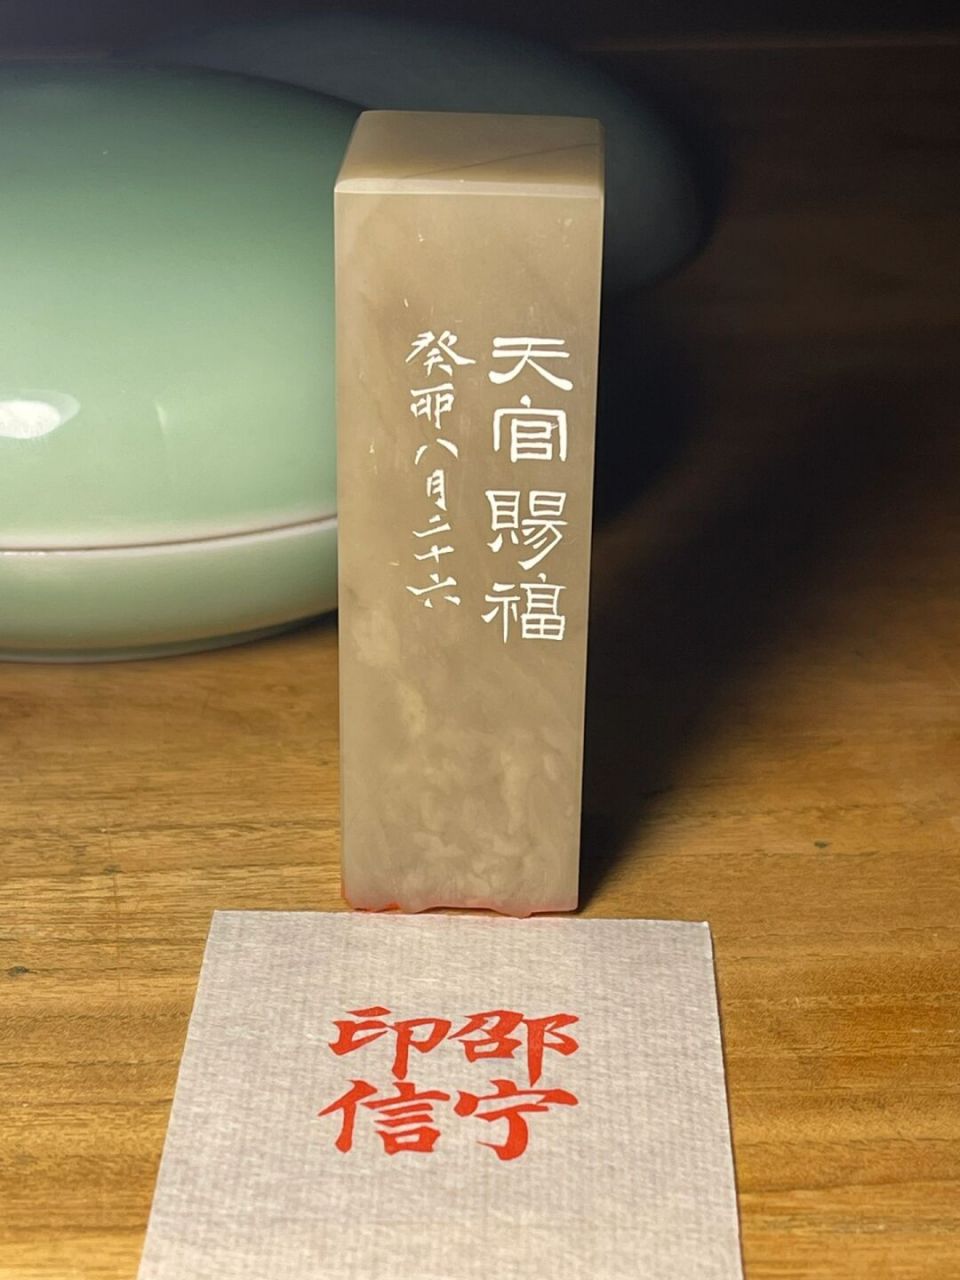 天官賜福
癸卯八月二十六
邵宁
印信